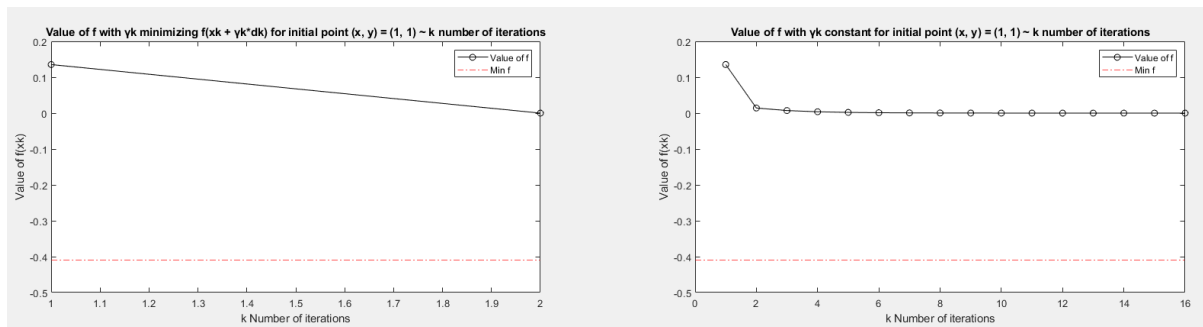 Value of f with γk minimizing f(xk + γk*dk) for initial point (x, y) = (1, 1) ~ k number of iterations
0.2
0.1
0
-0.1
-0.2
-0.3
-0.4
-0.5
Value of f(xk)
Value of f
Min f
1 1.1 1.2 1.3 1.4 1.5 1.6 1.7 1.8 1.9 2
k Number of iterations
Value of f with γk constant for initial point (x, y) = (1, 1) ~ k number of iterations
0.2
0.1
0
-0.1
-0.2
-0.3
-0.4
-0.5
Value of f(xk)
Value of f
Min f
0 2 4 6 8 10 12 14 16
k Number of iterations